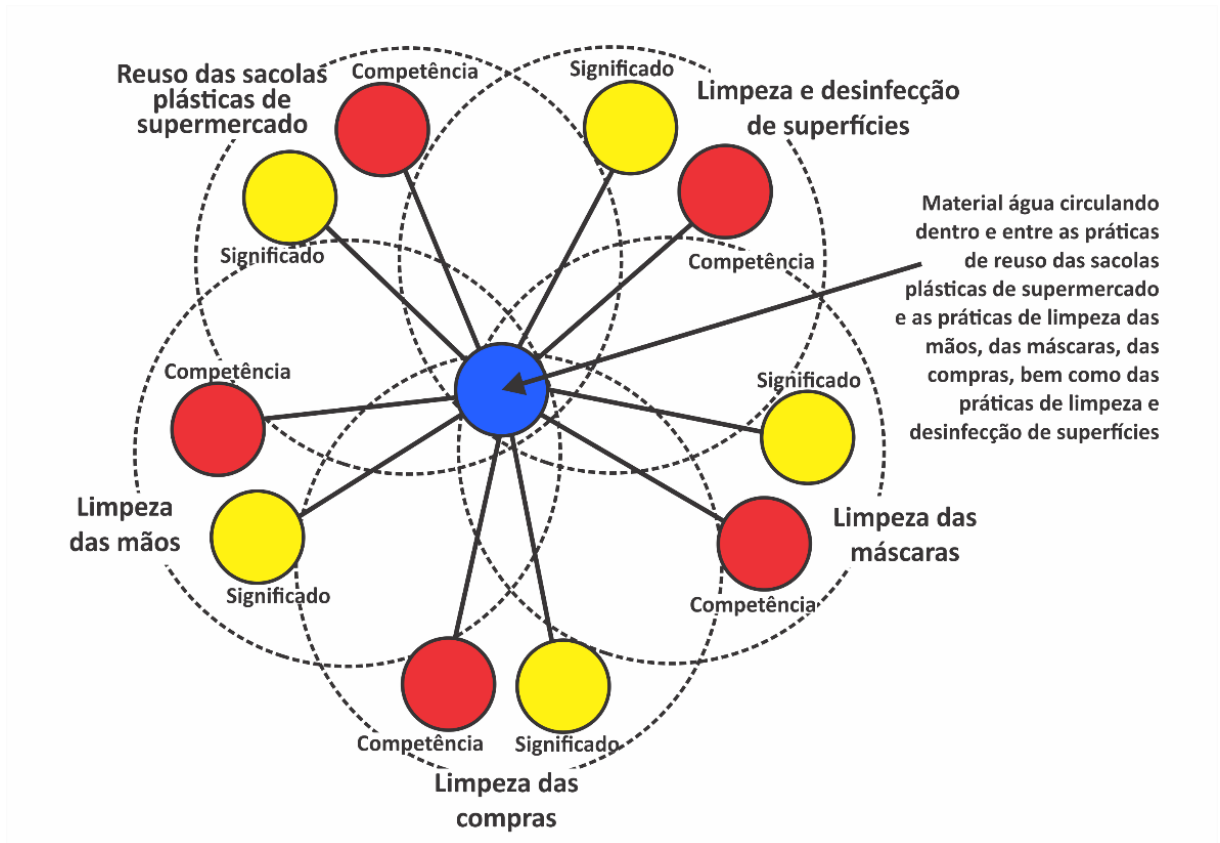 Reuso das sacolas
plásticas de
supermercado
Competência
Significado
Significado
Limpeza e desinfecção
de superfícies
Competência
Material água circulando
dentro e entre as práticas
de reuso das sacolas
plásticas de supermercado
e as práticas de limpeza das
mãos, das máscaras, das
compras, bem como das
práticas de limpeza e
desinfecção de superfícies
Competência
Limpeza
das mãos
Significado
Significado
Limpeza das
máscaras
Competência
Competência
Significado
Limpeza das
compras